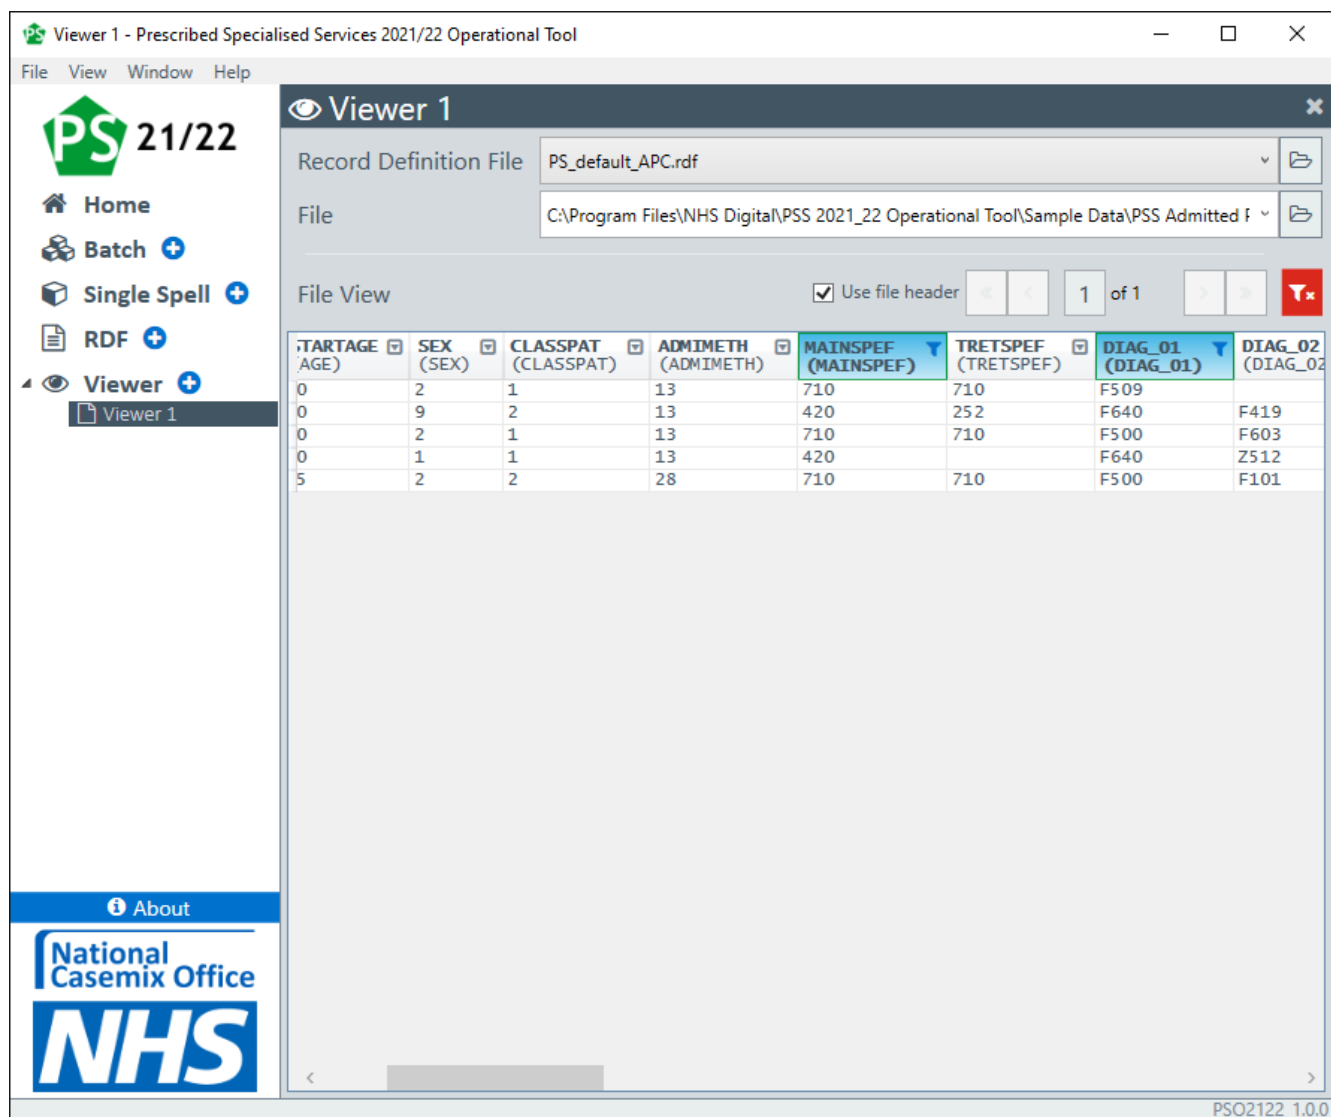 Viewer 1 - Prescribed Specialised Services 2021/22 Operational Tool
File View Window Help
PS 21/22
Home
Batch
Single Spell
RDF
Viewer
Viewer 1
About
National
Casemix Office
NHS
Viewer 1
Record Definition File PS_default_APC.rdf
File C:\Program Files\NHS Digital\PSS 2021_22 Operational Tool\Sample Data\PSS Admitted
File View Use file header 1 of 1
TARTAGE SEX CLASSPAT ADMIMETH MAINSPEF TRETSPEF DIAG_01 DIAG_02
AGE) (SEX) (CLASSPAT) (ADMIMETH) (MAINSPEF) (TRETSPEF) (DIAG_01) (DIAG_02
0 2 1 13 710 710 F509
0 9 2 13 420 252 F640 F419
0 2 1 13 710 710 F500 F603
0 1 1 13 420 F640 Z512
5 2 2 28 710 710 F500 F101
PSO2122_1.0.0